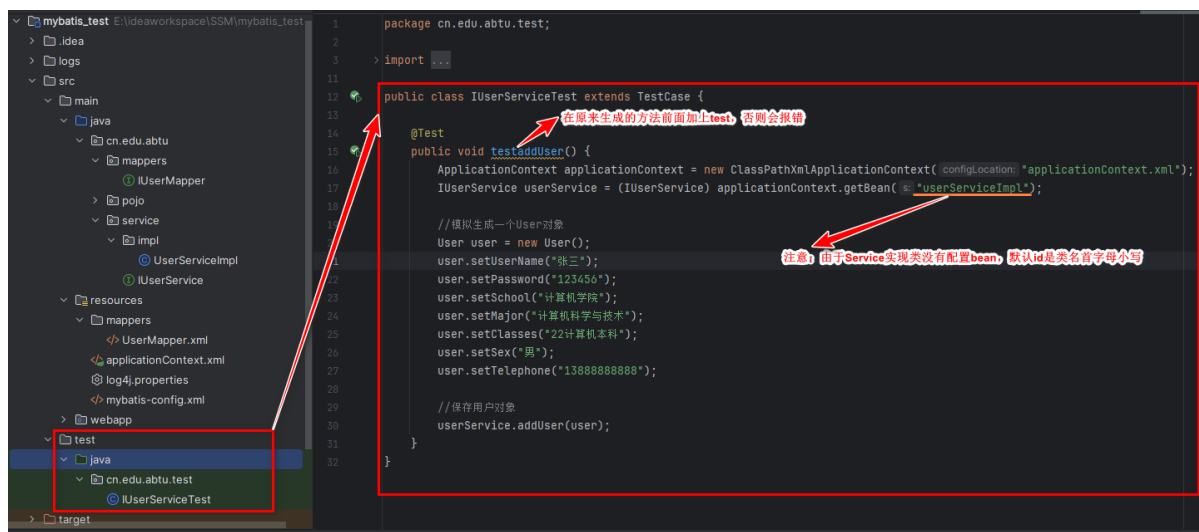 mybatis_test E:\ideaworkspace\SSM\mybatis_test
.idea
logs
src
main
java
cn.edu.abtu
mappers
IUserMapper
pojo
service
impl
UserServiceImpl
IUserService
resources
mappers
UserMapper.xml
applicationContext.xml
log4j.properties
mybatis-config.xml
webapp
test
java
cn.edu.abtu.test
IUserServiceTest
target
1 package cn.edu.abtu.test;
2
3 import ...
11
12 public class IUserServiceTest extends TestCase {
13
在原来生成的方法前面加上test，否则会报错
14 @Test
15 public void testaddUser() {
16 ApplicationContext applicationContext = new ClassPathXmlApplicationContext( configLocation: "applicationContext.xml");
17 IUserService userService = (IUserService) applicationContext.getBean( s: "userServiceImpl");
18
19 //模拟生成一个User对象
20 User user = new User();
21 user.setUserName("张三");
注意：由于Service实现类没有配置bean，默认id是类名首字母小写
22 user.setPassword("123456");
23 user.setSchool("计算机学院");
24 user.setMajor("计算机科学与技术");
25 user.setClasses("22计算机本科");
26 user.setSex("男");
27 user.setTelephone("13888888888");
28
29 //保存用户对象
30 userService.addUser(user);
31 }
32 }